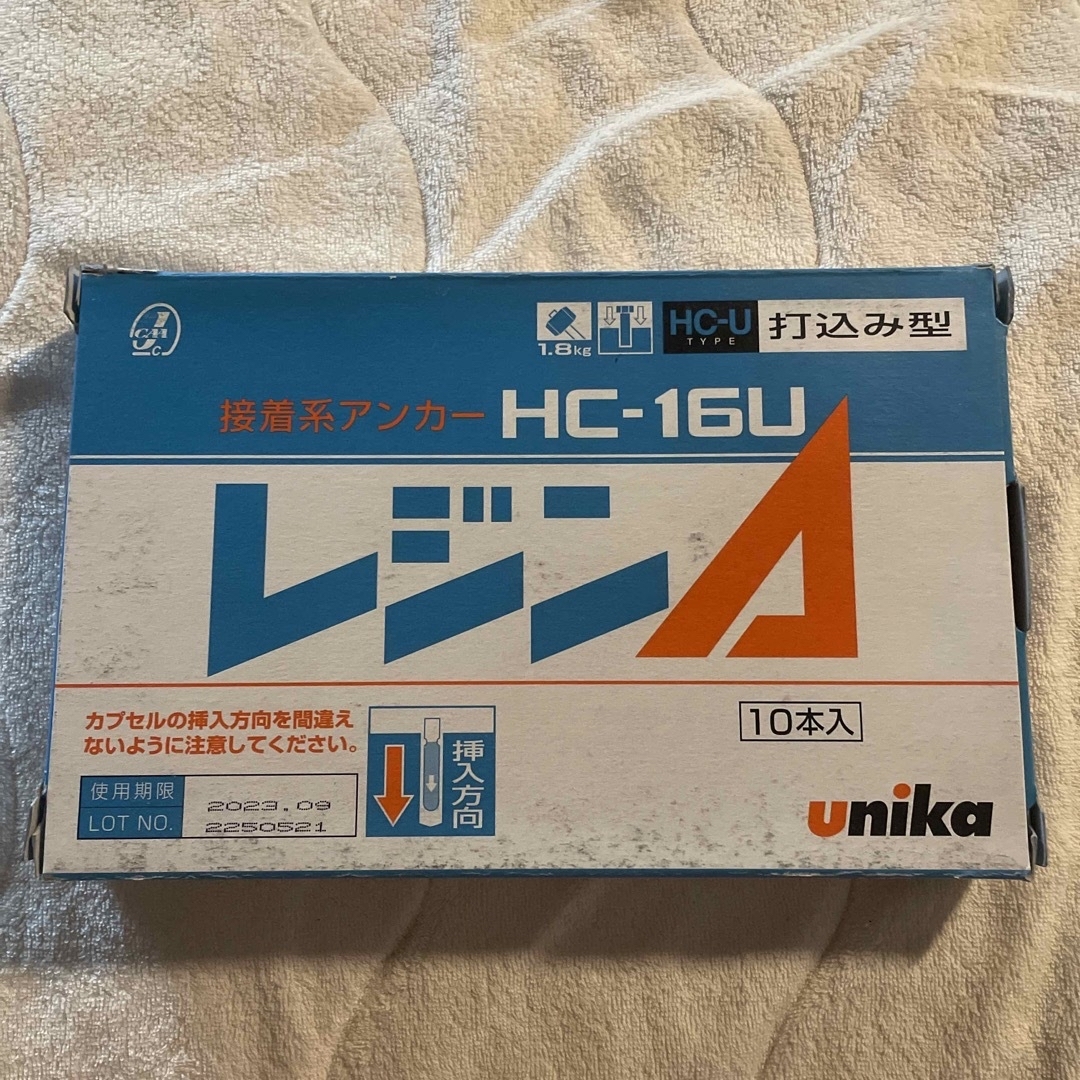 CAA
C
1.8kg
HC-U
TYPE
打込み型
接着系アンカー HC-16U
レジンA
カプセルの挿入方向を間違え
ないように注意してください。
10本入
挿入方向
使用期限 2023.09
LOT NO. 2250521
unika